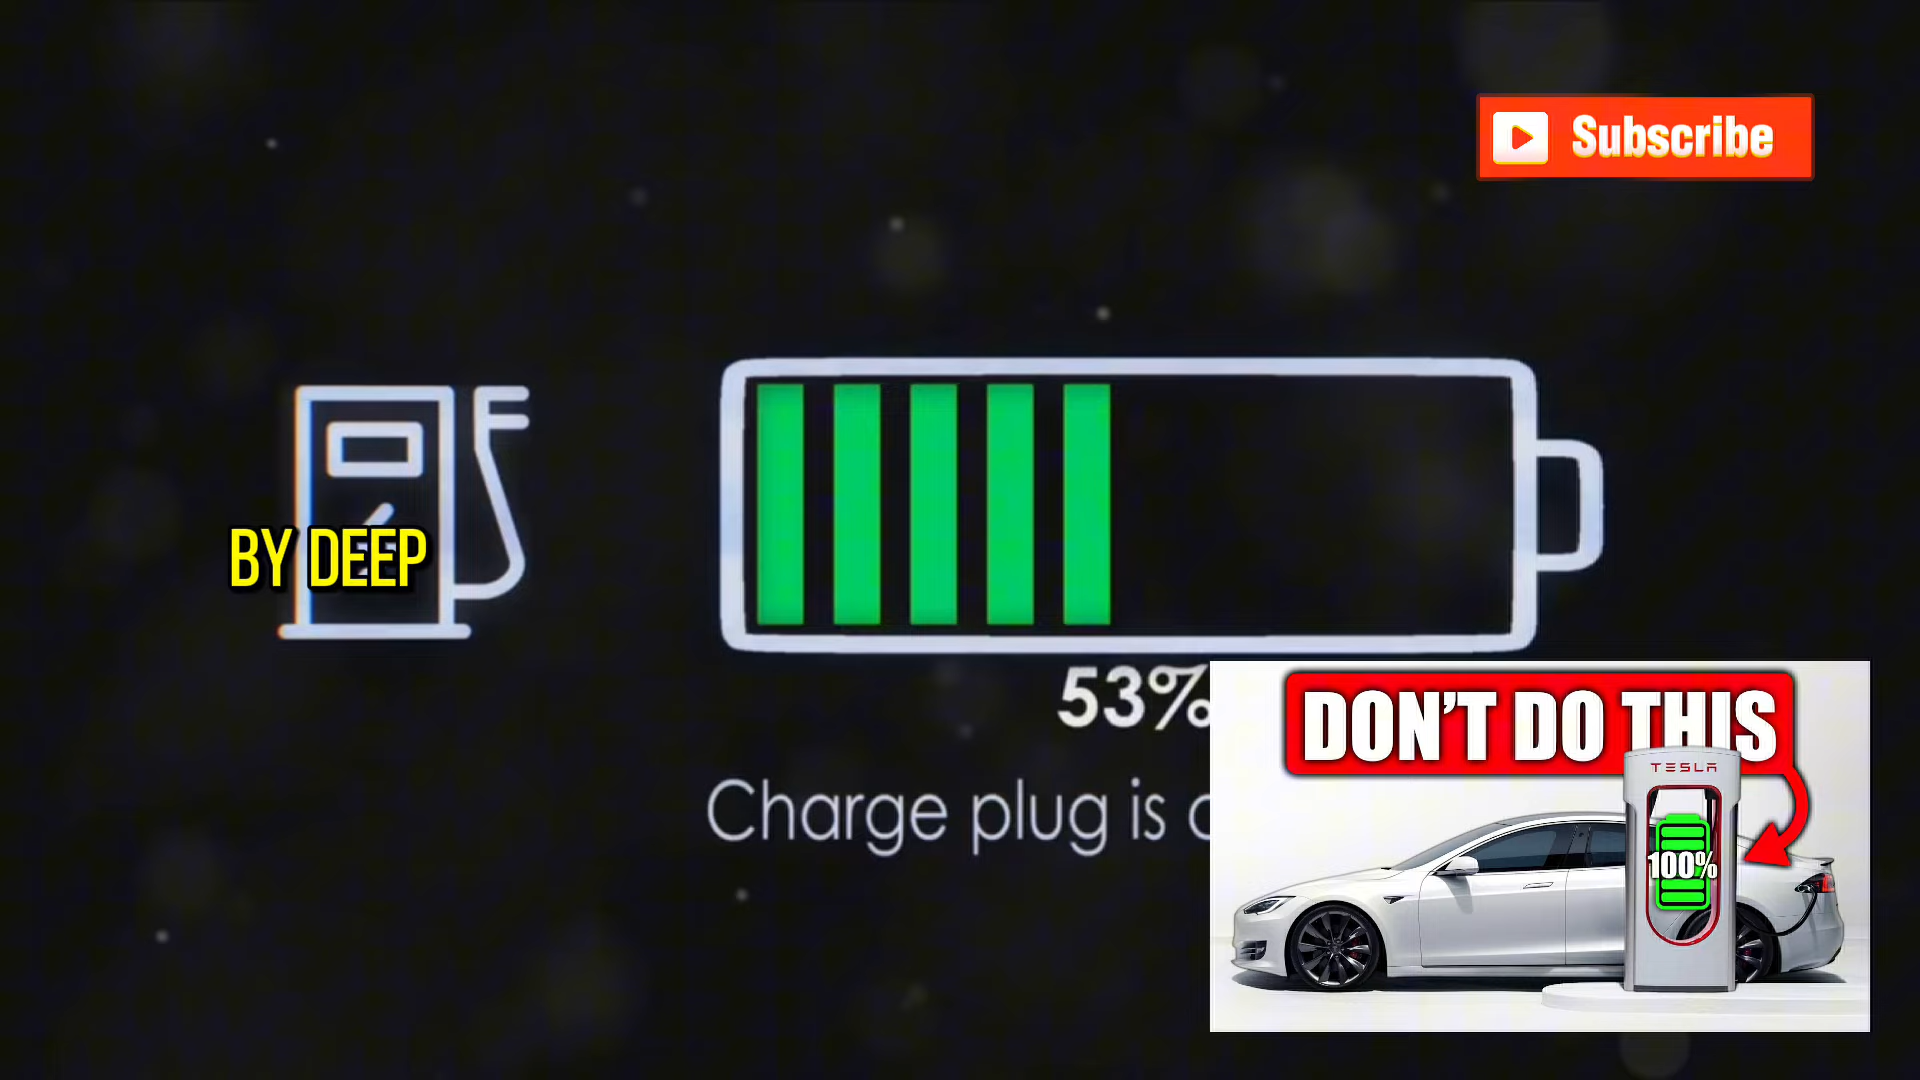 Subscribe
BY DEEP
53%
Charge plug is
DON'T DO THIS
TESLA
100%